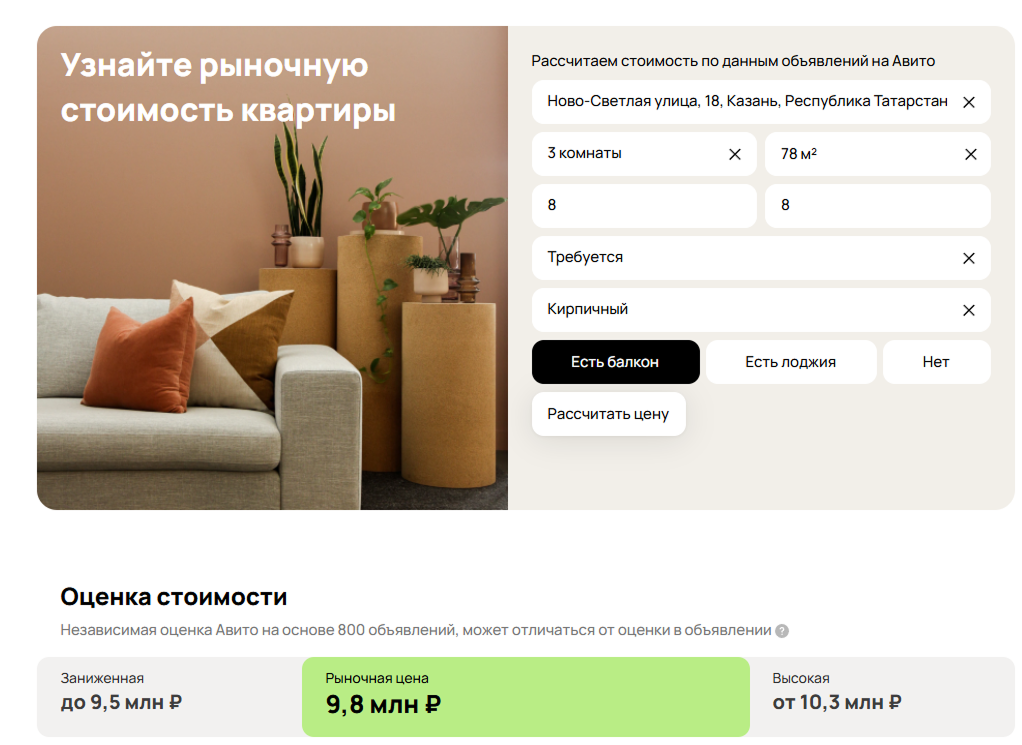 Узнайте рыночную
стоимость квартиры
Рассчитаем стоимость по данным объявлений на Авито
Ново-Светлая улица, 18, Казань, Республика Татарстан
3 комнаты
78 м²
8
8
Требуется
Кирпичный
Есть балкон
Есть лоджия
Нет
Рассчитать цену
Оценка стоимости
Независимая оценка Авито на основе 800 объявлений, может отличаться от оценки в объявлении ?
Заниженная
до 9,5 млн ₽
Рыночная цена
9,8 млн ₽
Высокая
от 10,3 млн ₽